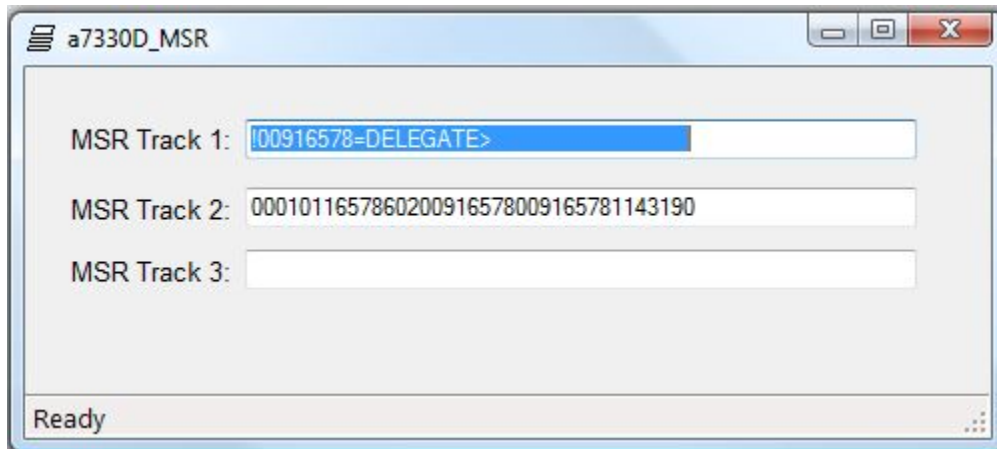 a7330D_MSR
MSR Track 1: !00916578=DELEGATE>
MSR Track 2: 0001011657860200916578009165781143190
MSR Track 3:
Ready